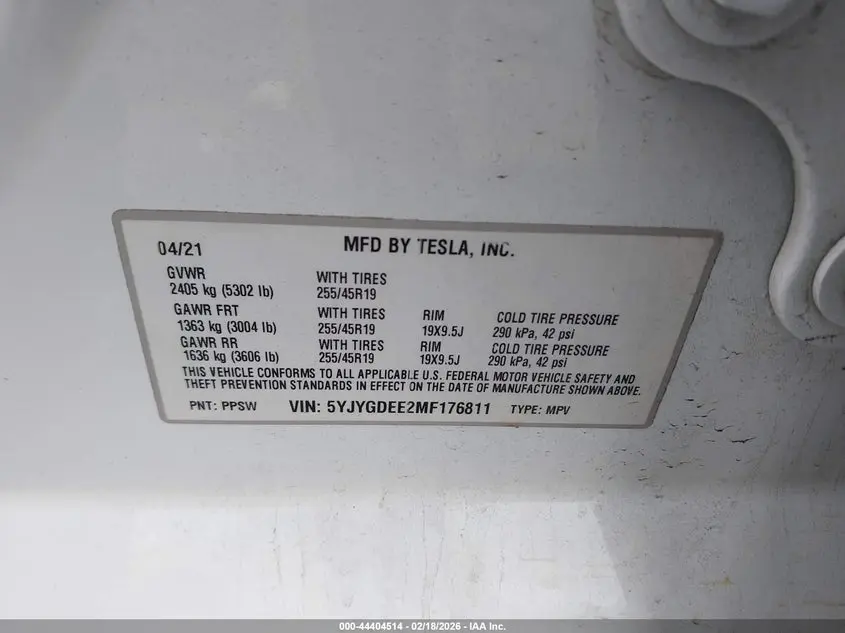 04/21 MFD BY TESLA, INC.
GVWR WITH TIRES
2405 kg (5302 lb) 255/45R19
GAWR FRT WITH TIRES RIM COLD TIRE PRESSURE
1363 kg (3004 lb) 255/45R19 19X9.5J 290 kPa, 42 psi
GAWR RR WITH TIRES RIM COLD TIRE PRESSURE
1636 kg (3606 lb) 255/45R19 19X9.5J 290 kPa, 42 psi
THIS VEHICLE CONFORMS TO ALL APPLICABLE U.S. FEDERAL MOTOR VEHICLE SAFETY AND
THEFT PREVENTION STANDARDS IN EFFECT ON THE DATE OF MANUFACTURE SHOWN ABOVE.
PNT: PPSW VIN: 5YJYGDEE2MF176811 TYPE: MPV
000-44404514 - 02/18/2026 - IAA Inc.